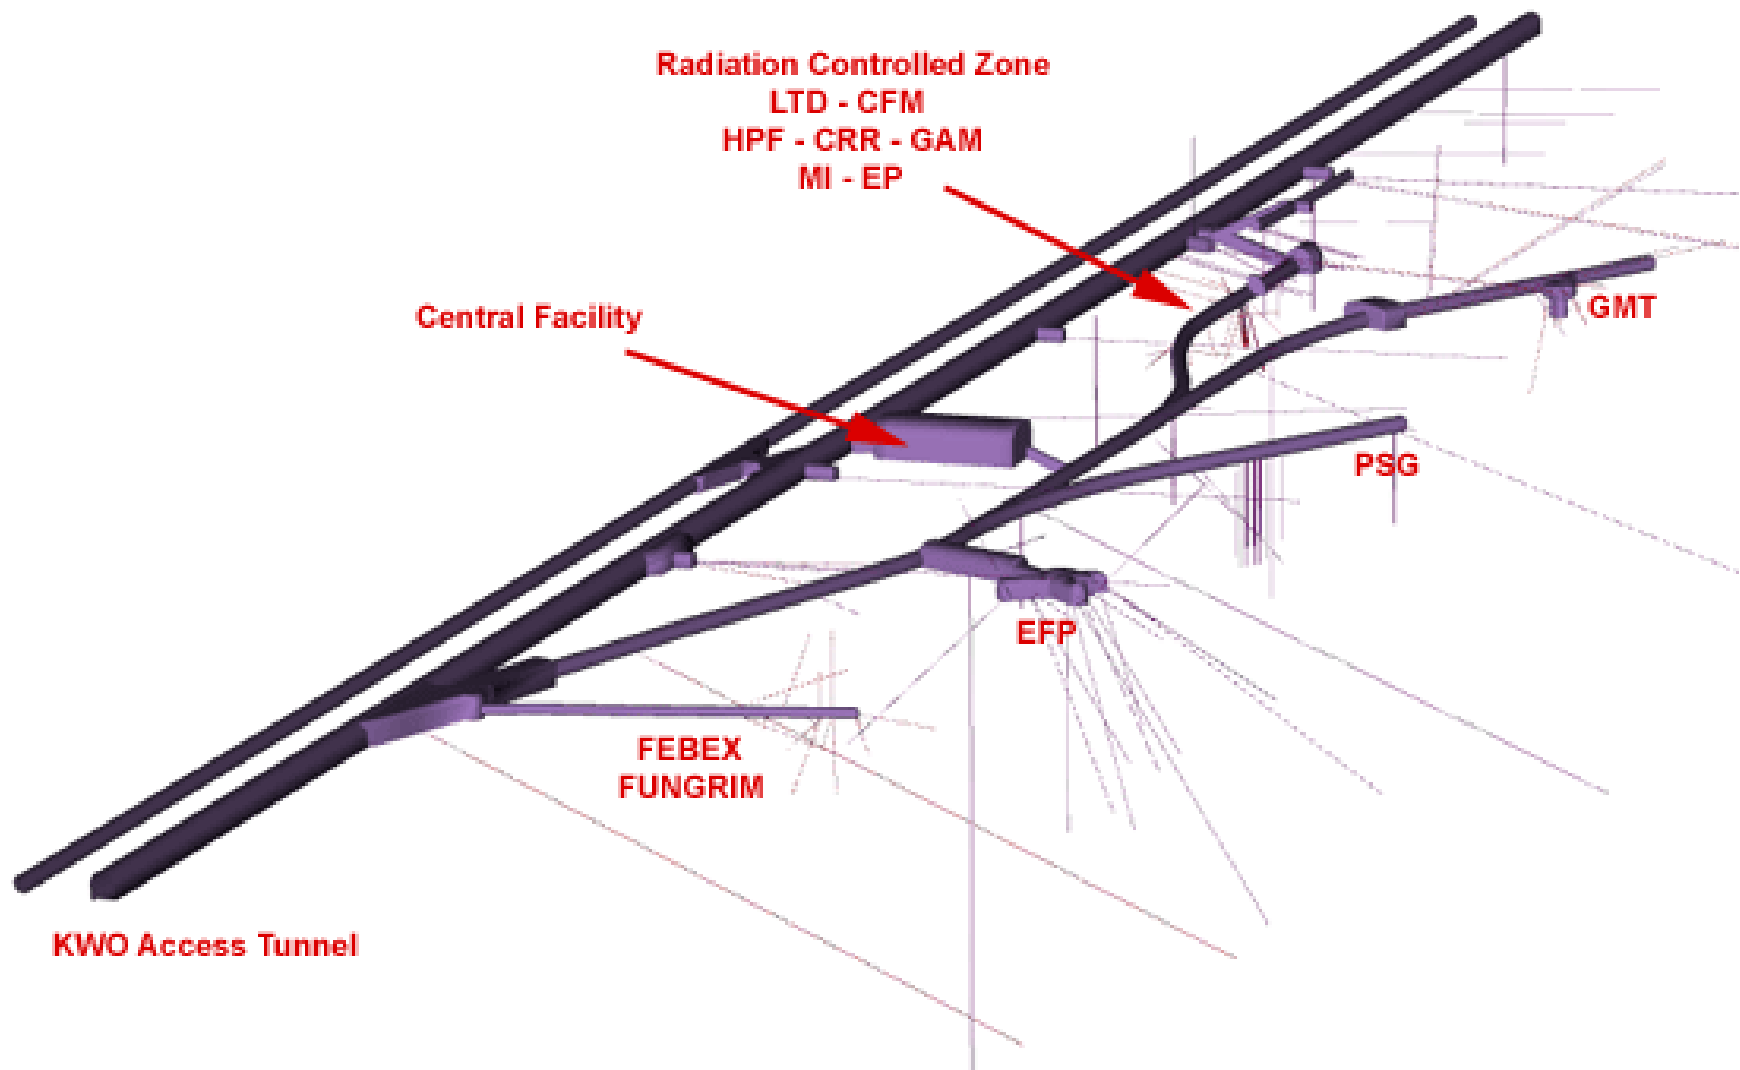 Radiation Controlled Zone
LTD - CFM
HPF - CRR - GAM
MI - EP
Central Facility
GMT
PSG
EFP
FEBEX
FUNGRIM
KWO Access Tunnel